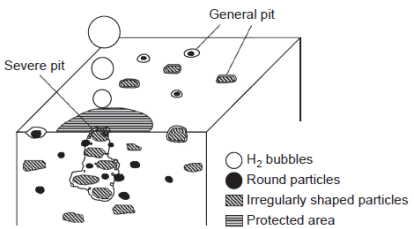 General pit
Severe pit
H₂ bubbles
Round particles
Irregularly shaped particles
Protected area